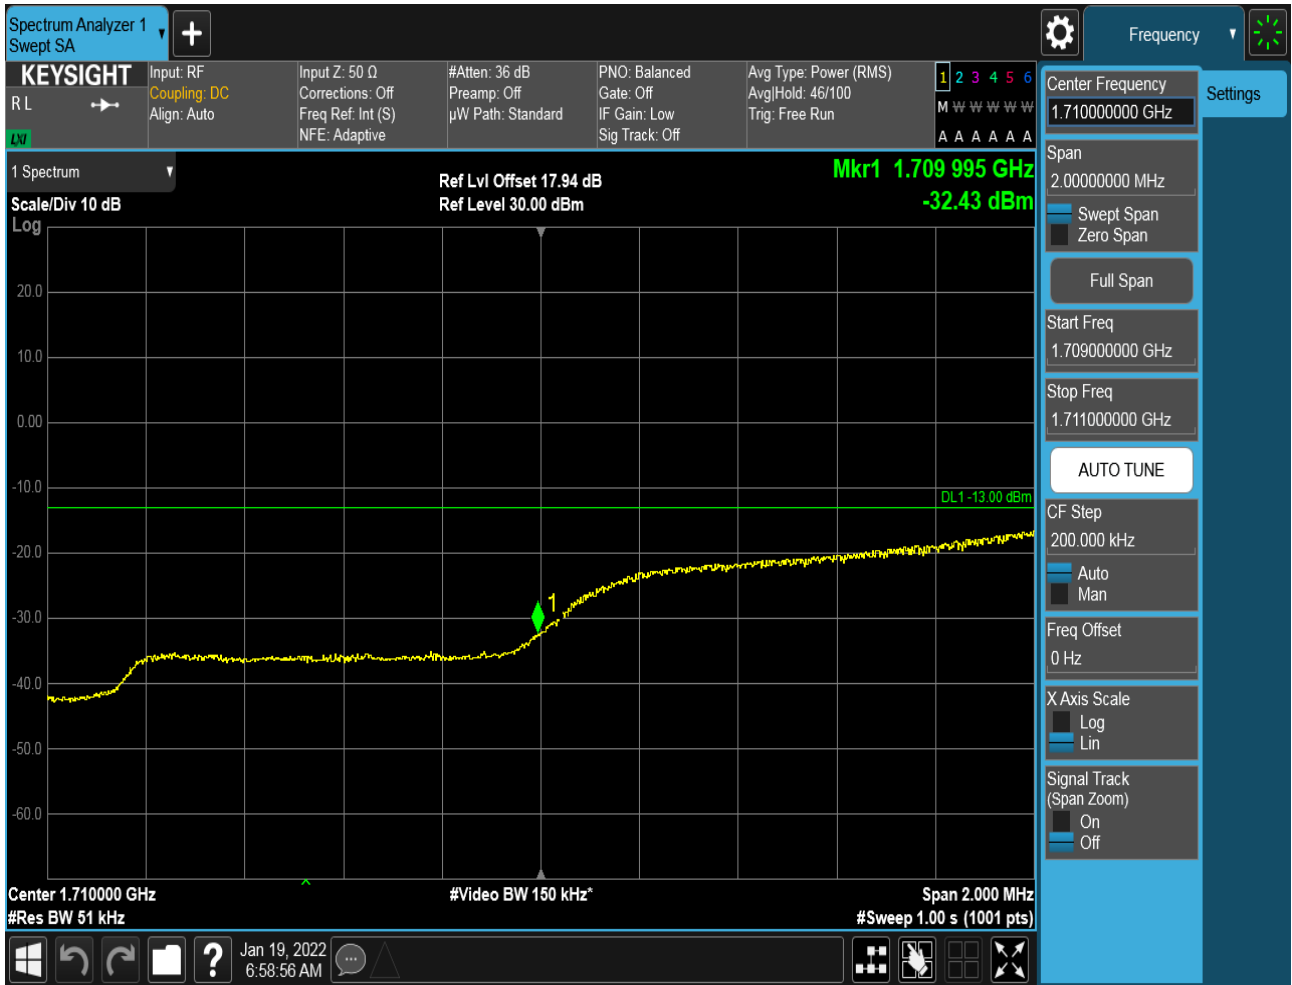 Spectrum Analyzer 1
Swept SA
Frequency
KEYSIGHT
R L
LXI
Input: RF
Coupling: DC
Align: Auto
Input Z: 50 Ω
Corrections: Off
Freq Ref: Int (S)
NFE: Adaptive
#Atten: 36 dB
Preamp: Off
µW Path: Standard
PNO: Balanced
Gate: Off
IF Gain: Low
Sig Track: Off
Avg Type: Power (RMS)
Avg|Hold: 46/100
Trig: Free Run
1 2 3 4 5 6
M W W W W W
A A A A A A
1 Spectrum
Scale/Div 10 dB
Log
Ref Lvl Offset 17.94 dB
Ref Level 30.00 dBm
Mkr1 1.709 995 GHz
-32.43 dBm
20.0
10.0
0.00
-10.0
DL1 -13.00 dBm
-20.0
1
-30.0
-40.0
-50.0
-60.0
Center 1.710000 GHz
#Video BW 150 kHz*
Span 2.000 MHz
#Res BW 51 kHz
#Sweep 1.00 s (1001 pts)
Center Frequency
1.710000000 GHz
Settings
Span
2.00000000 MHz
Swept Span
Zero Span
Full Span
Start Freq
1.709000000 GHz
Stop Freq
1.711000000 GHz
AUTO TUNE
CF Step
200.000 kHz
Auto
Man
Freq Offset
0 Hz
X Axis Scale
Log
Lin
Signal Track
(Span Zoom)
On
Off
?
Jan 19, 2022
6:58:56 AM